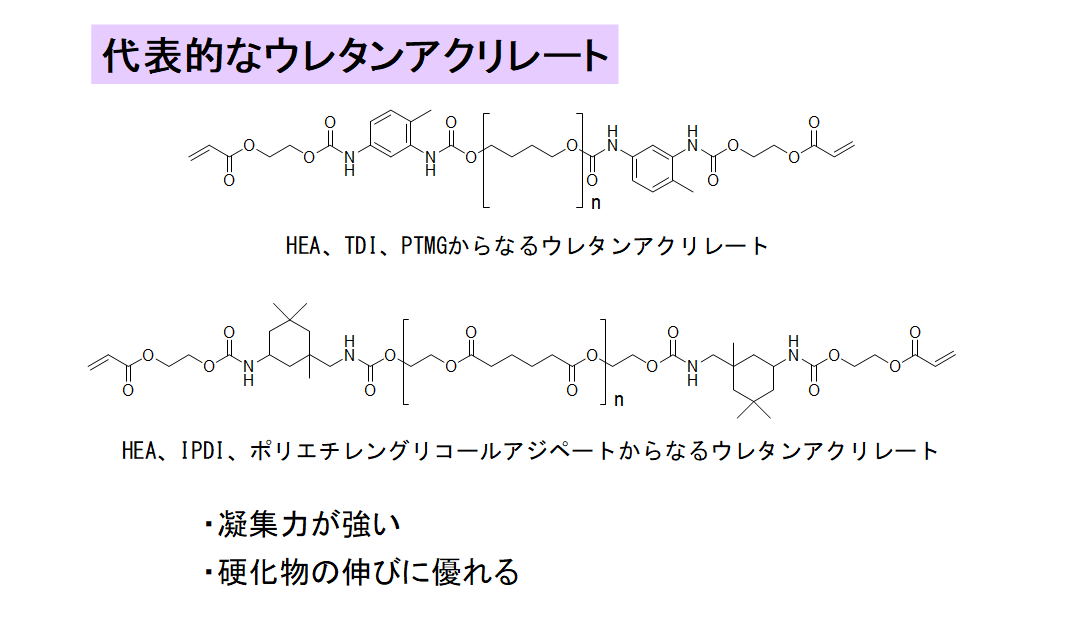 代表的なウレタンアクリレート
HEA、TDI、PTMGからなるウレタンアクリレート
HEA、IPDI、ポリエチレングリコールアジペートからなるウレタンアクリレート
・凝集力が強い
・硬化物の伸びに優れる